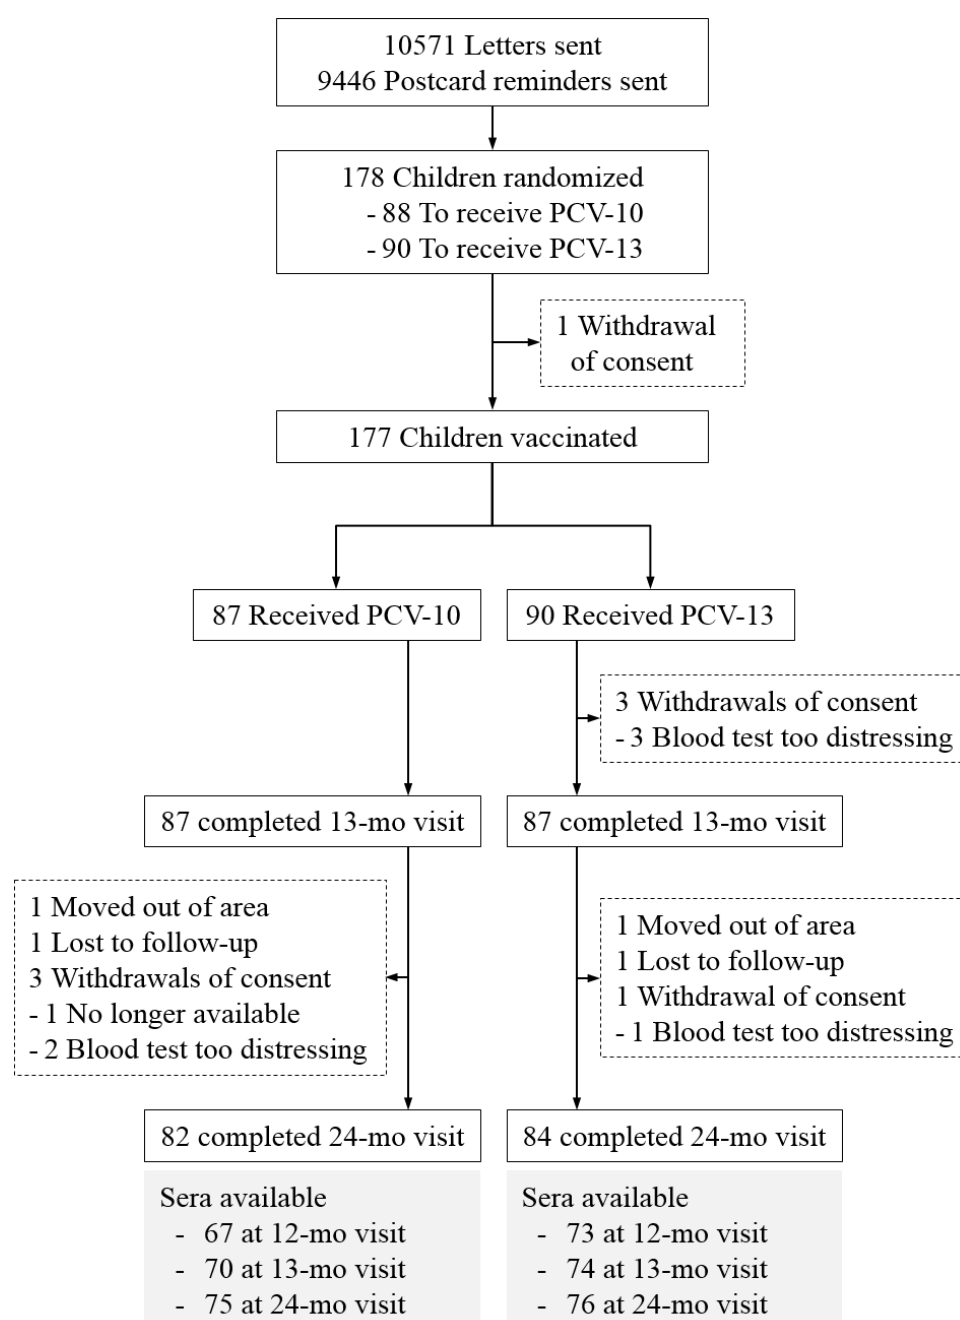 10571 Letters sent
9446 Postcard reminders sent
178 Children randomized
- 88 To receive PCV-10
- 90 To receive PCV-13
1 Withdrawal
of consent
177 Children vaccinated
87 Received PCV-10
90 Received PCV-13
3 Withdrawals of consent
- 3 Blood test too distressing
87 completed 13-mo visit
87 completed 13-mo visit
1 Moved out of area
1 Lost to follow-up
3 Withdrawals of consent
- 1 No longer available
- 2 Blood test too distressing
1 Moved out of area
1 Lost to follow-up
1 Withdrawal of consent
- 1 Blood test too distressing
82 completed 24-mo visit
84 completed 24-mo visit
Sera available
- 67 at 12-mo visit
- 70 at 13-mo visit
- 75 at 24-mo visit
Sera available
- 73 at 12-mo visit
- 74 at 13-mo visit
- 76 at 24-mo visit